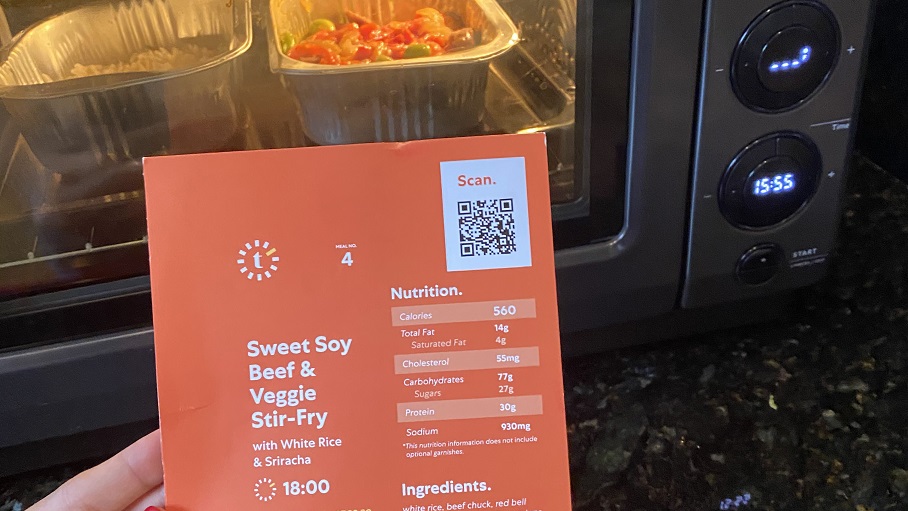 Scan.
t
MEAL NO.
4
Nutrition.
Calories 560
Total Fat 14g
Saturated Fat 4g
Cholesterol 55mg
Carbohydrates 77g
Sugars 27g
Protein 30g
Sodium 930mg
*This nutrition information does not include
optional garnishes.
Sweet Soy
Beef &
Veggie
Stir-Fry
with White Rice
& Sriracha
18:00
Ingredients.
white rice, beef chuck, red bell
- +
Time
- 15:55 +
START